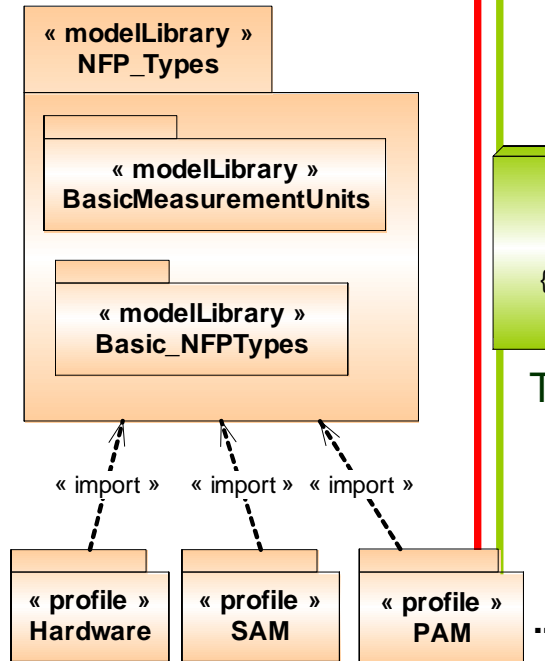 « modelLibrary »
NFP_Types
« modelLibrary »
BasicMeasurementUnits
« modelLibrary »
Basic_NFPTypes
{
T
« import » « import » « import »
« profile » « profile » « profile »
Hardware SAM PAM ..